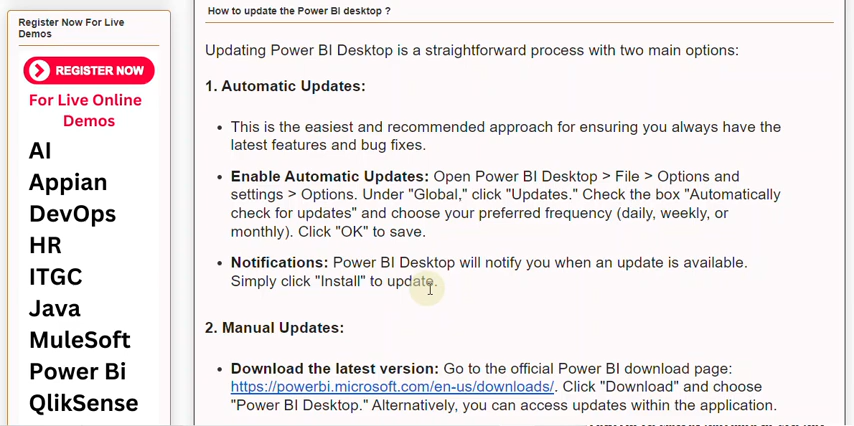 Register Now For Live
Demos
REGISTER NOW
For Live Online
Demos
AI
Appian
DevOps
HR
ITGC
Java
MuleSoft
Power Bi
QlikSense
How to update the Power BI desktop ?
Updating Power BI Desktop is a straightforward process with two main options:
1. Automatic Updates:
• This is the easiest and recommended approach for ensuring you always have the
latest features and bug fixes.
• Enable Automatic Updates: Open Power BI Desktop > File > Options and
settings > Options. Under "Global," click "Updates." Check the box "Automatically
check for updates" and choose your preferred frequency (daily, weekly, or
monthly). Click "OK" to save.
• Notifications: Power BI Desktop will notify you when an update is available.
Simply click "Install" to update.
2. Manual Updates:
• Download the latest version: Go to the official Power BI download page:
https://powerbi.microsoft.com/en-us/downloads/. Click "Download" and choose
"Power BI Desktop." Alternatively, you can access updates within the application.